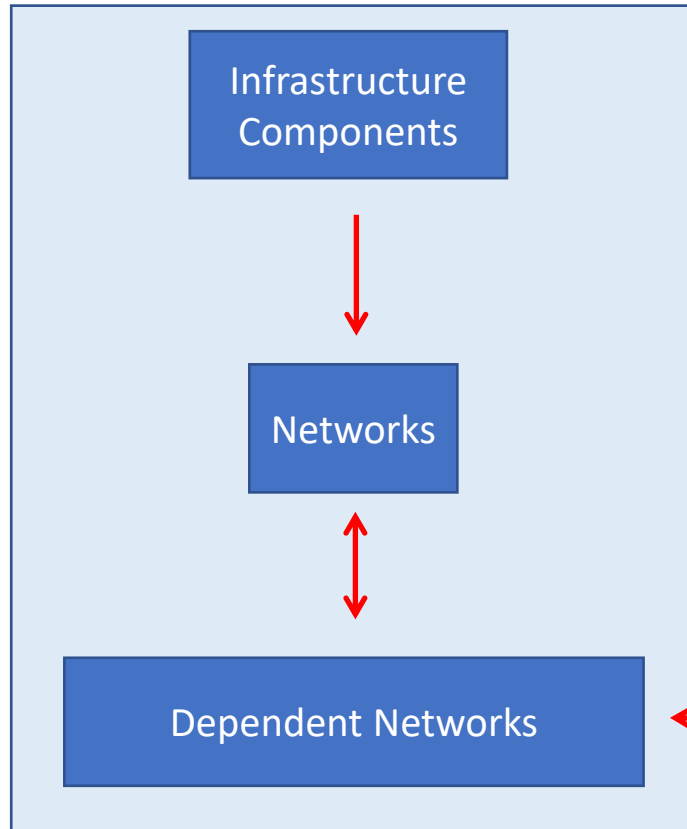 Infrastructure
Components
Networks
Dependent Networks